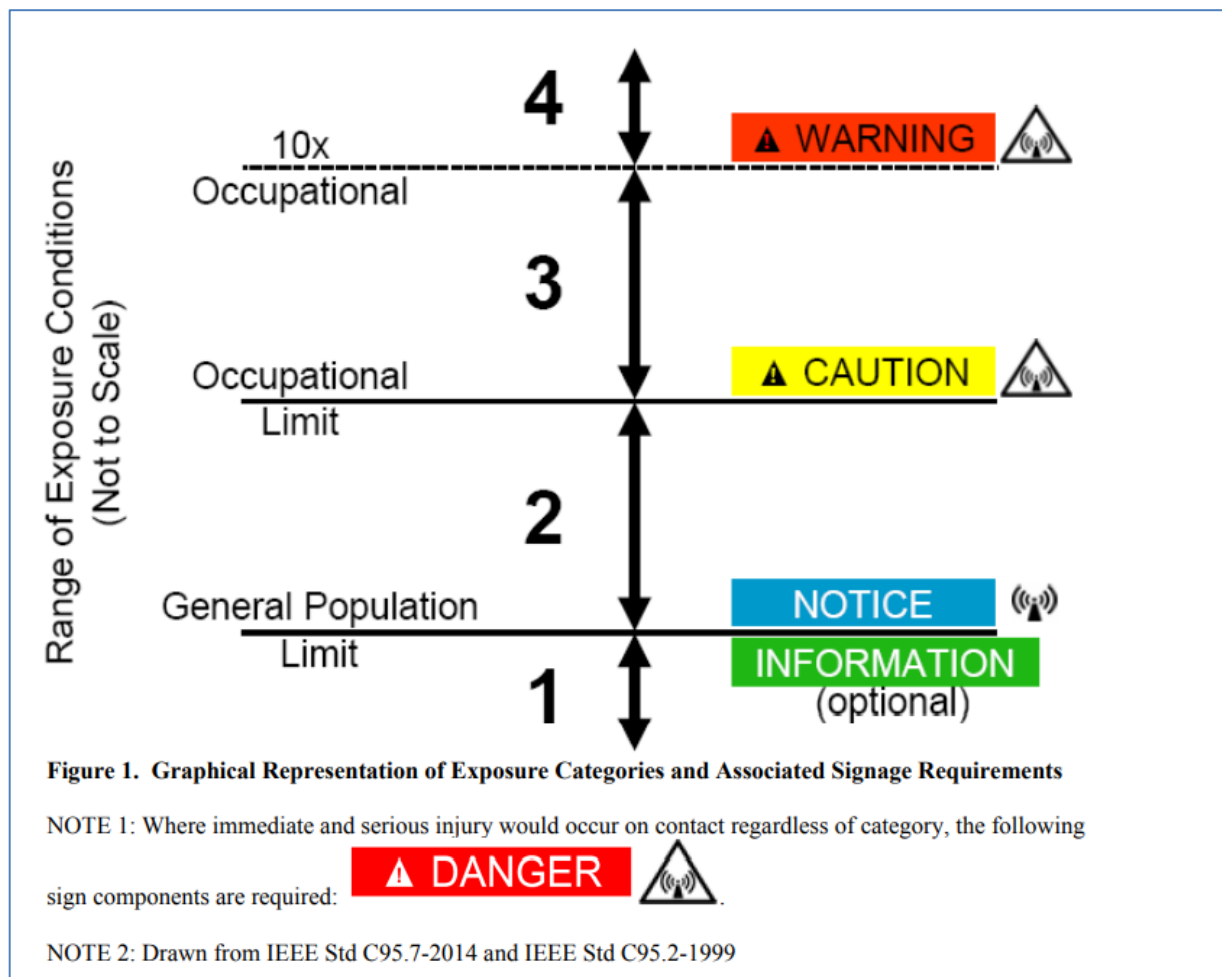 4
10x
⚠ WARNING
Occupational
3
Occupational
⚠ CAUTION
Limit
2
General Population
NOTICE
Limit
INFORMATION
(optional)
1
Range of Exposure Conditions
(Not to Scale)
Figure 1. Graphical Representation of Exposure Categories and Associated Signage Requirements
NOTE 1: Where immediate and serious injury would occur on contact regardless of category, the following
sign components are required: ⚠ DANGER .
NOTE 2: Drawn from IEEE Std C95.7-2014 and IEEE Std C95.2-1999